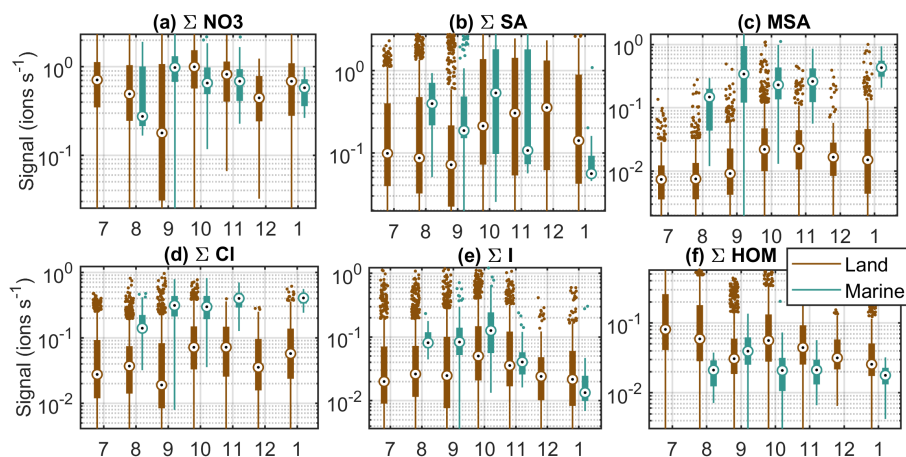 (a) Σ NO3
(b) Σ SA
(c) MSA
Signal (ions s⁻¹)
10⁰
10⁻¹
7 8 9 10 11 12 1
10⁰
10⁻¹
7 8 9 10 11 12 1
10⁰
10⁻¹
10⁻²
7 8 9 10 11 12 1
(d) Σ Cl
(e) Σ I
(f) Σ HOM
Land
Marine
Signal (ions s⁻¹)
10⁰
10⁻¹
10⁻²
7 8 9 10 11 12 1
10⁰
10⁻¹
10⁻²
7 8 9 10 11 12 1
10⁰
10⁻¹
10⁻²
7 8 9 10 11 12 1